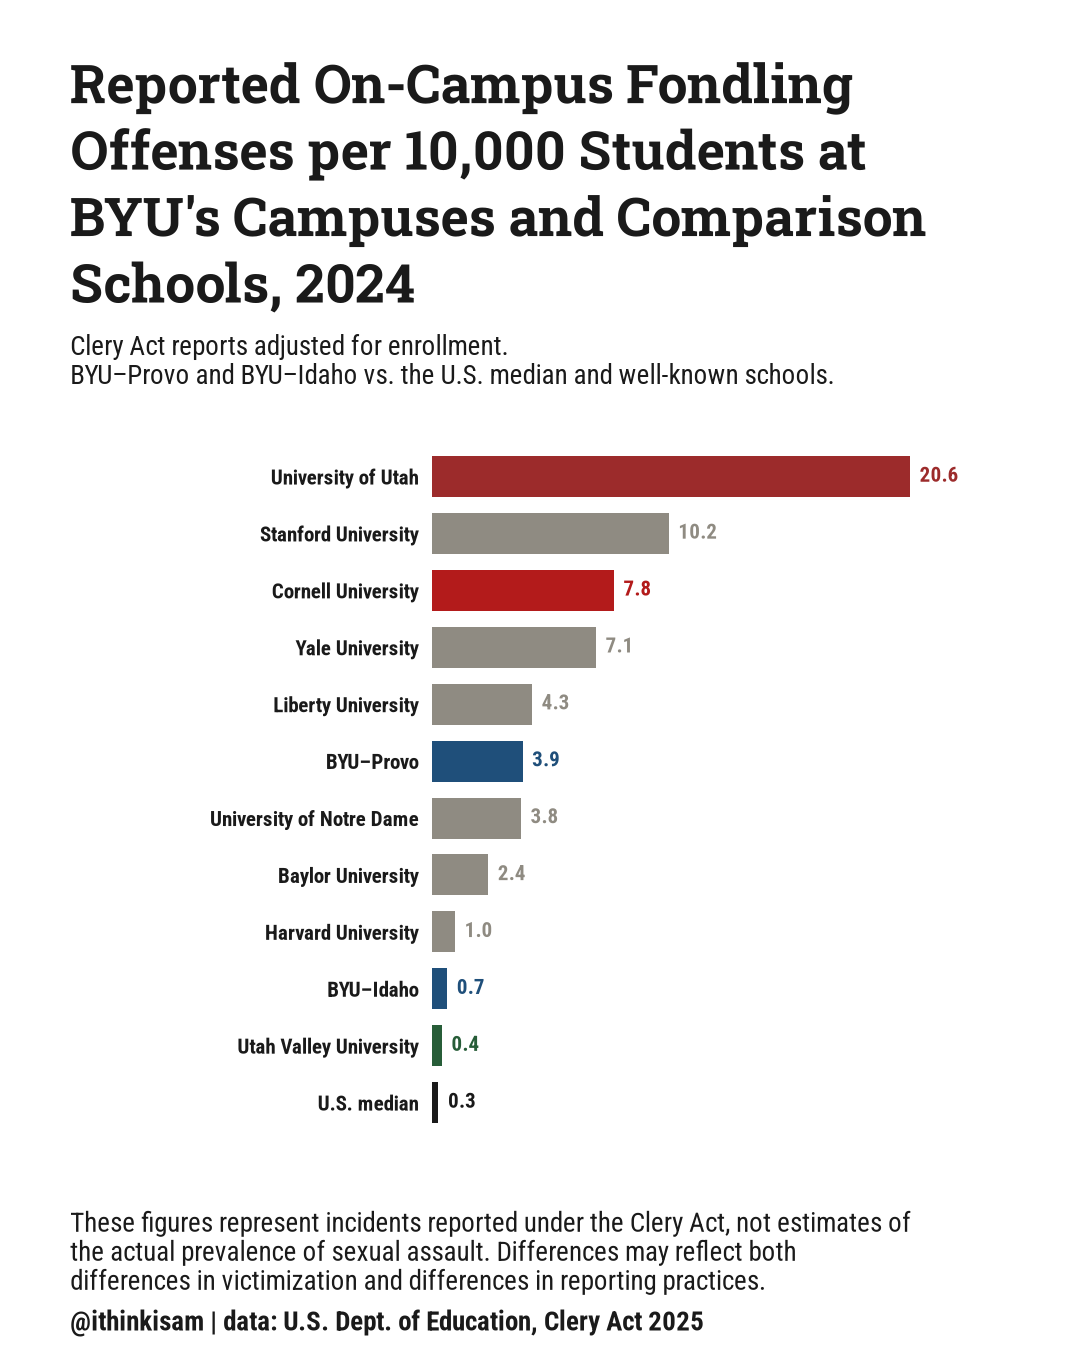 Reported On-Campus Fondling
Offenses per 10,000 Students at
BYU's Campuses and Comparison
Schools, 2024
Clery Act reports adjusted for enrollment.
BYU–Provo and BYU–Idaho vs. the U.S. median and well-known schools.
University of Utah 20.6
Stanford University 10.2
Cornell University 7.8
Yale University 7.1
Liberty University 4.3
BYU–Provo 3.9
University of Notre Dame 3.8
Baylor University 2.4
Harvard University 1.0
BYU–Idaho 0.7
Utah Valley University 0.4
U.S. median 0.3
These figures represent incidents reported under the Clery Act, not estimates of
the actual prevalence of sexual assault. Differences may reflect both
differences in victimization and differences in reporting practices.
@ithinkisam | data: U.S. Dept. of Education, Clery Act 2025